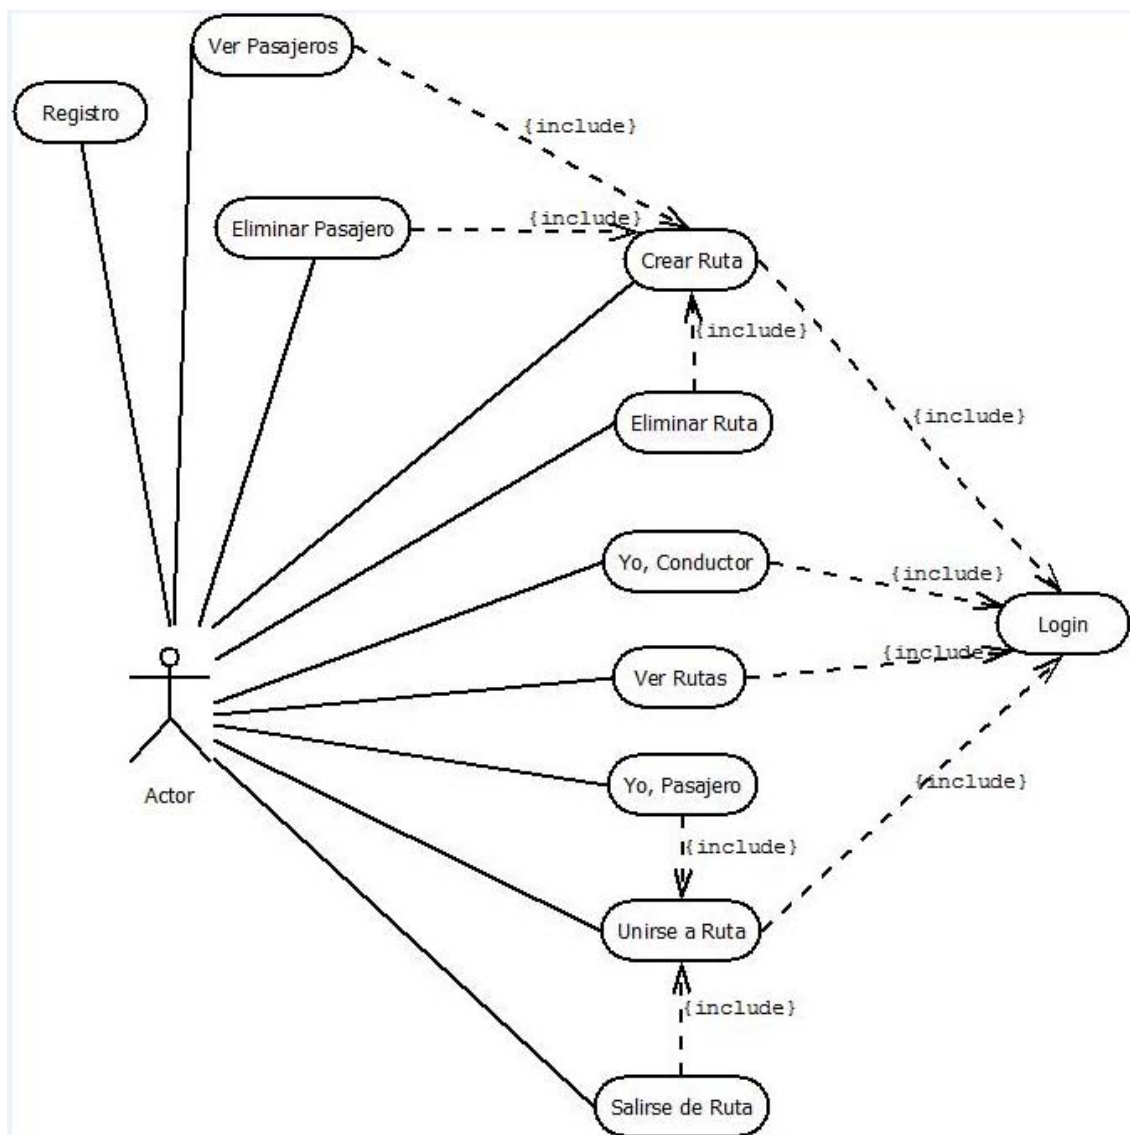 Ver Pasajeros
Registro
{include}
Eliminar Pasajero
{include}
Crear Ruta
{include}
Eliminar Ruta
{include}
Yo, Conductor
{include}
Login
Ver Rutas
{include}
Yo, Pasajero
{include}
Actor
{include}
Unirse a Ruta
{include}
Salirse de Ruta